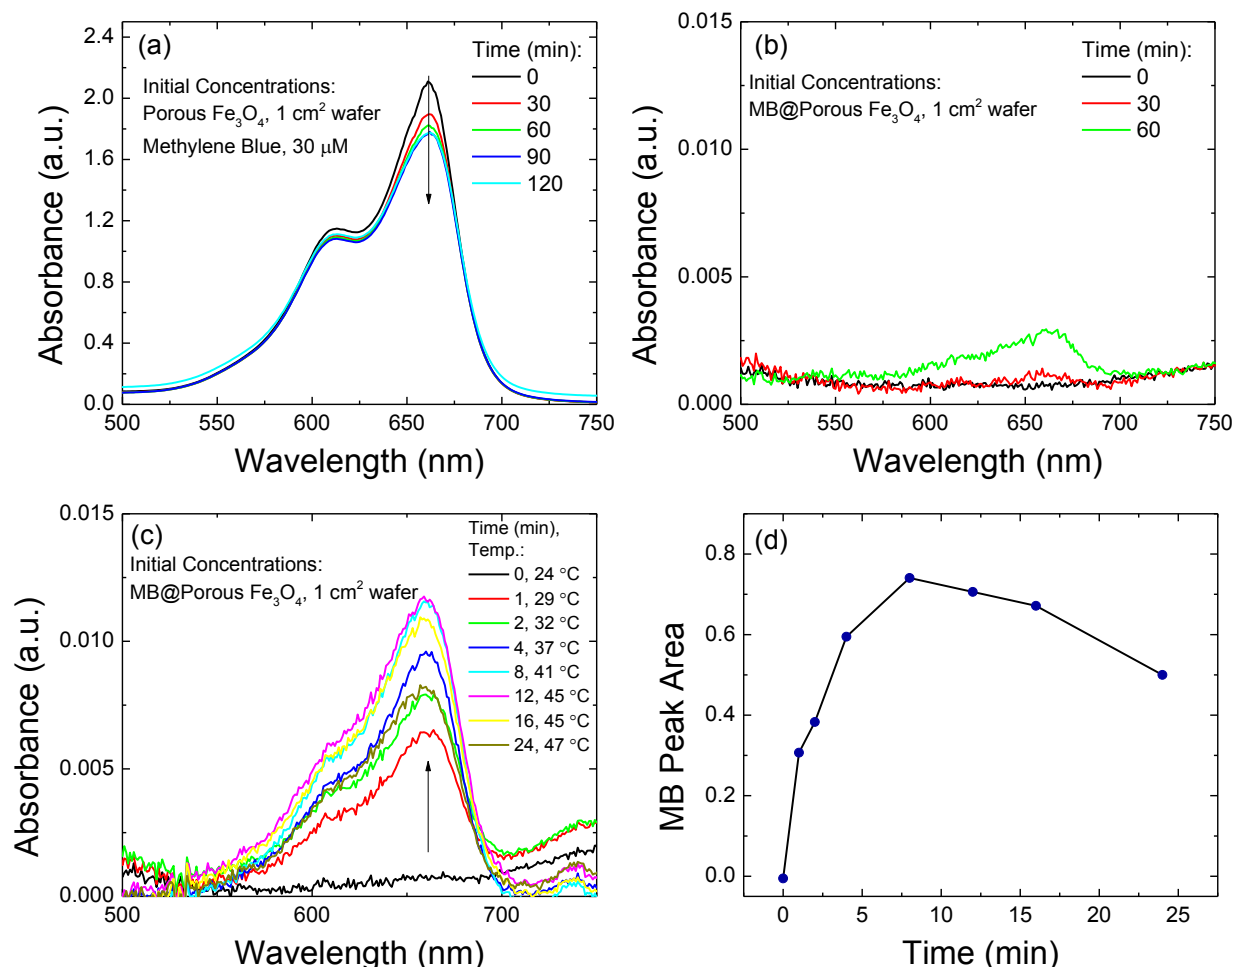 (a)
Time (min):
0
30
60
90
120
Initial Concentrations:
Porous Fe₃O₄, 1 cm² wafer
Methylene Blue, 30 μM
Absorbance (a.u.)
2.4
2.0
1.6
1.2
0.8
0.4
0.0
500 550 600 650 700 750
Wavelength (nm)
(b)
Time (min):
0
30
60
Initial Concentrations:
MB@Porous Fe₃O₄, 1 cm² wafer
Absorbance (a.u.)
0.015
0.010
0.005
0.000
500 550 600 650 700 750
Wavelength (nm)
(c)
Time (min),
Temp.:
0, 24 °C
1, 29 °C
2, 32 °C
4, 37 °C
8, 41 °C
12, 45 °C
16, 45 °C
24, 47 °C
Initial Concentrations:
MB@Porous Fe₃O₄, 1 cm² wafer
Absorbance (a.u.)
0.015
0.010
0.005
0.000
500 600 700
Wavelength (nm)
(d)
MB Peak Area
0.8
0.6
0.4
0.2
0.0
0 5 10 15 20 25
Time (min)